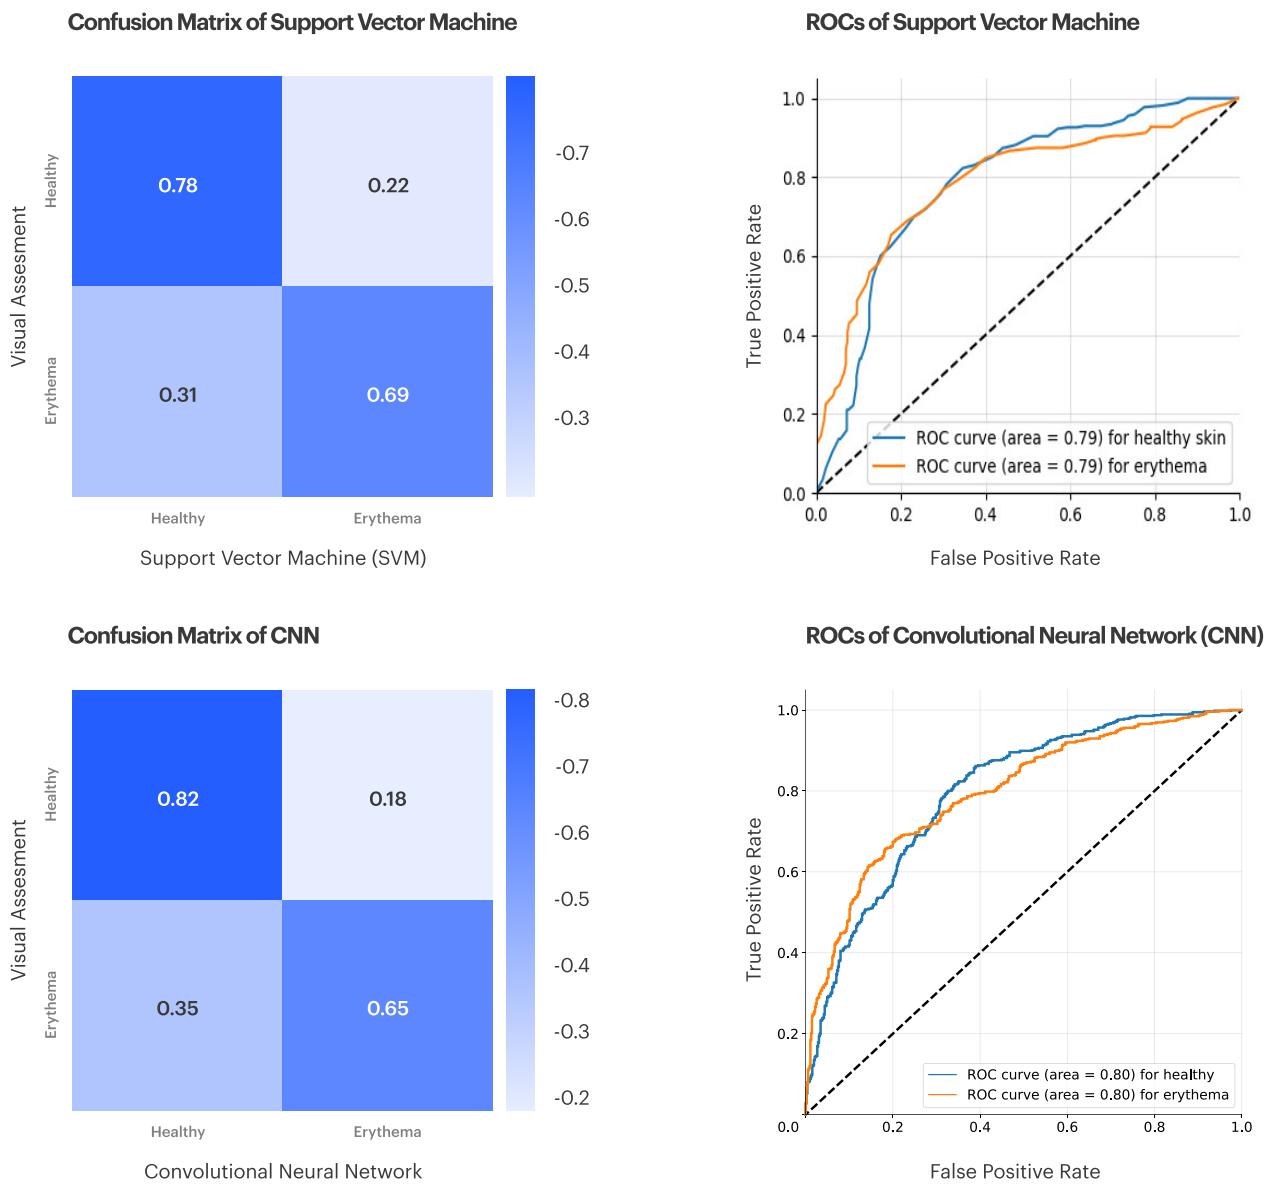 Confusion Matrix of Support Vector Machine
Visual Assesment
Healthy
Erythema
0.78
0.22
0.31
0.69
-0.7
-0.6
-0.5
-0.4
-0.3
Healthy
Erythema
Support Vector Machine (SVM)
ROCs of Support Vector Machine
True Positive Rate
1.0
0.8
0.6
0.4
0.2
0.0
ROC curve (area = 0.79) for healthy skin
ROC curve (area = 0.79) for erythema
0.0 0.2 0.4 0.6 0.8 1.0
False Positive Rate
Confusion Matrix of CNN
Visual Assesment
Healthy
Erythema
0.82
0.18
0.35
0.65
-0.8
-0.7
-0.6
-0.5
-0.4
-0.3
-0.2
Healthy
Erythema
Convolutional Neural Network
ROCs of Convolutional Neural Network (CNN)
True Positive Rate
1.0
0.8
0.6
0.4
0.2
ROC curve (area = 0.80) for healthy
ROC curve (area = 0.80) for erythema
0.0 0.2 0.4 0.6 0.8 1.0
False Positive Rate